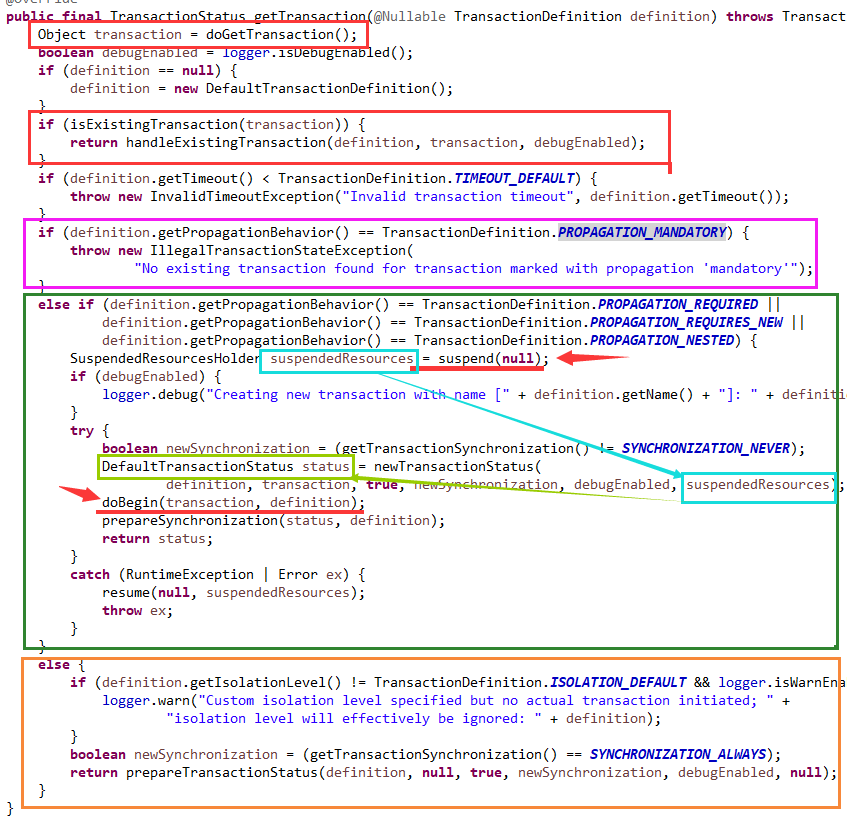 @Override
public final TransactionStatus getTransaction(@Nullable TransactionDefinition definition) throws Transact
Object transaction = doGetTransaction();
boolean debugEnabled = logger.isDebugEnabled();
if (definition == null) {
definition = new DefaultTransactionDefinition();
}
if (isExistingTransaction(transaction)) {
return handleExistingTransaction(definition, transaction, debugEnabled);
}
if (definition.getTimeout() < TransactionDefinition.TIMEOUT_DEFAULT) {
throw new InvalidTimeoutException("Invalid transaction timeout", definition.getTimeout());
}
if (definition.getPropagationBehavior() == TransactionDefinition.PROPAGATION_MANDATORY) {
throw new IllegalTransactionStateException(
"No existing transaction found for transaction marked with propagation 'mandatory'");
}
else if (definition.getPropagationBehavior() == TransactionDefinition.PROPAGATION_REQUIRED ||
definition.getPropagationBehavior() == TransactionDefinition.PROPAGATION_REQUIRES_NEW ||
definition.getPropagationBehavior() == TransactionDefinition.PROPAGATION_NESTED) {
SuspendedResourcesHolder suspendedResources = suspend(null);
if (debugEnabled) {
logger.debug("Creating new transaction with name [" + definition.getName() + "]: " + definiti
}
try {
boolean newSynchronization = (getTransactionSynchronization() != SYNCHRONIZATION_NEVER);
DefaultTransactionStatus status = newTransactionStatus(
definition, transaction, true, newSynchronization, debugEnabled, suspendedResources);
doBegin(transaction, definition);
prepareSynchronization(status, definition);
return status;
}
catch (RuntimeException | Error ex) {
resume(null, suspendedResources);
throw ex;
}
}
else {
if (definition.getIsolationLevel() != TransactionDefinition.ISOLATION_DEFAULT && logger.isWarnEna
logger.warn("Custom isolation level specified but no actual transaction initiated; " +
"isolation level will effectively be ignored: " + definition);
}
boolean newSynchronization = (getTransactionSynchronization() == SYNCHRONIZATION_ALWAYS);
return prepareTransactionStatus(definition, null, true, newSynchronization, debugEnabled, null);
}
}